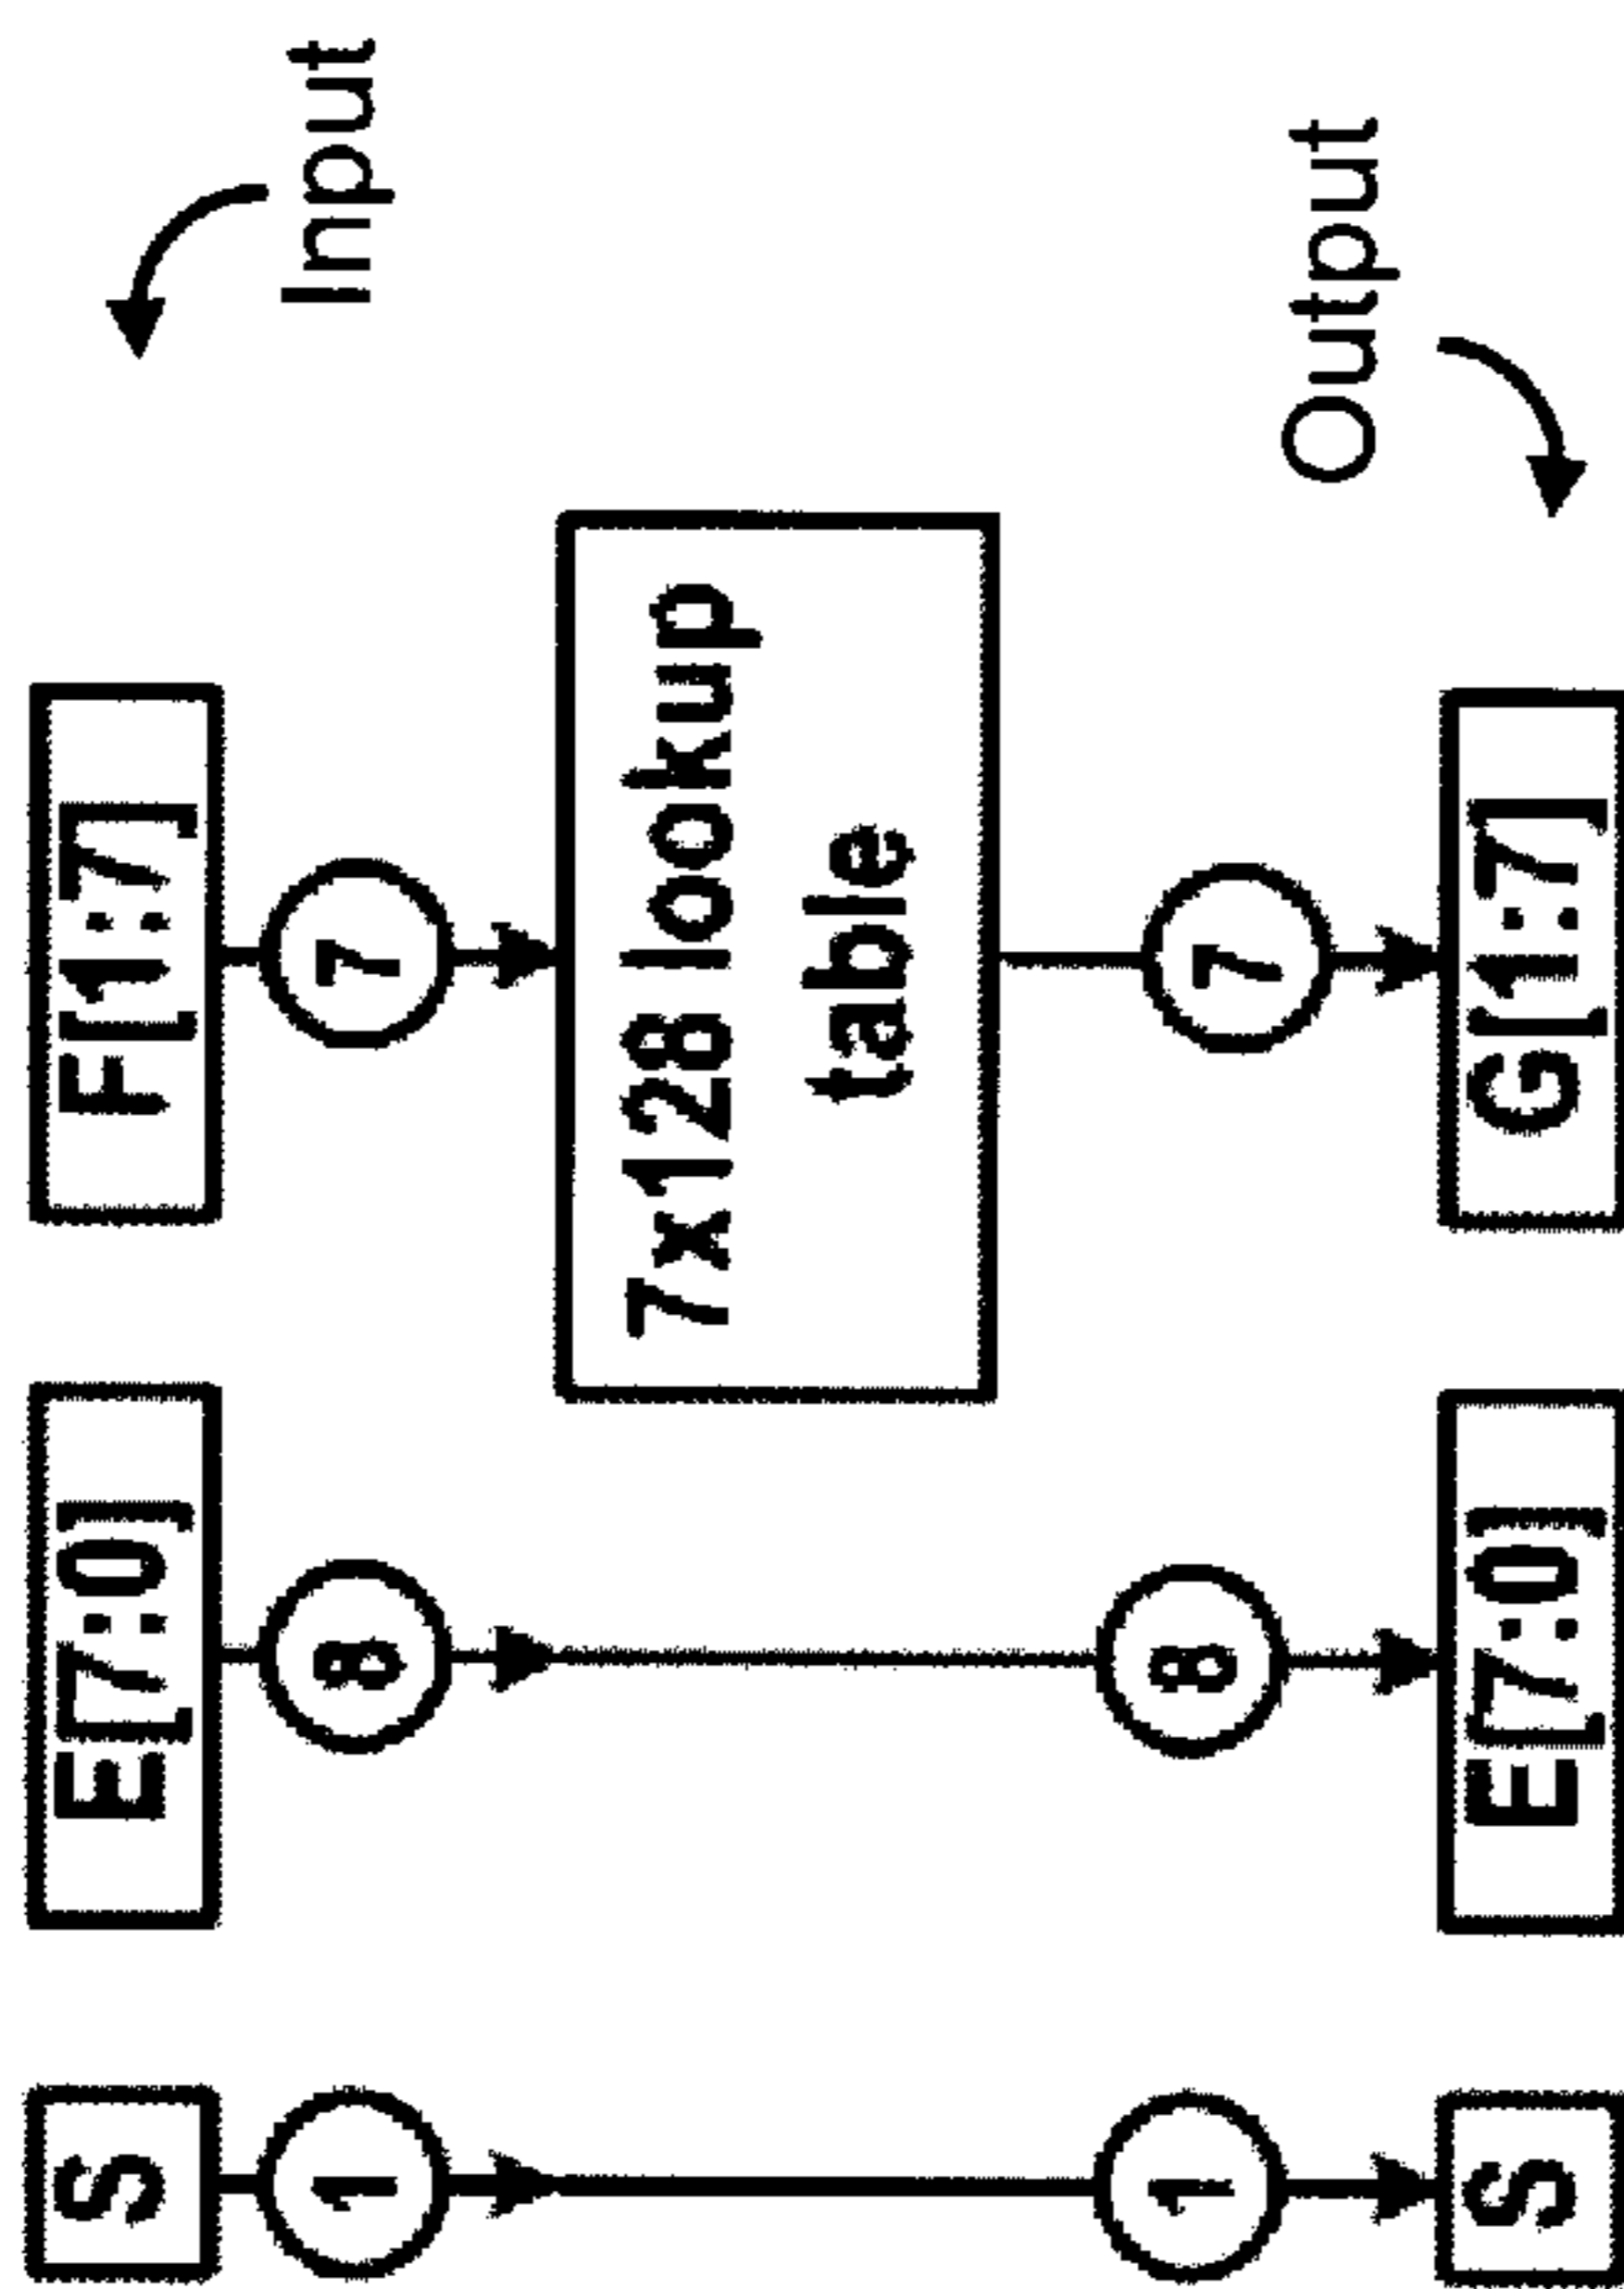 S
E[7:0]
F[1:7]
Input
1
8
7
7x128 lookup
table
1
8
7
Output
S
E[7:0]
G[1:7]